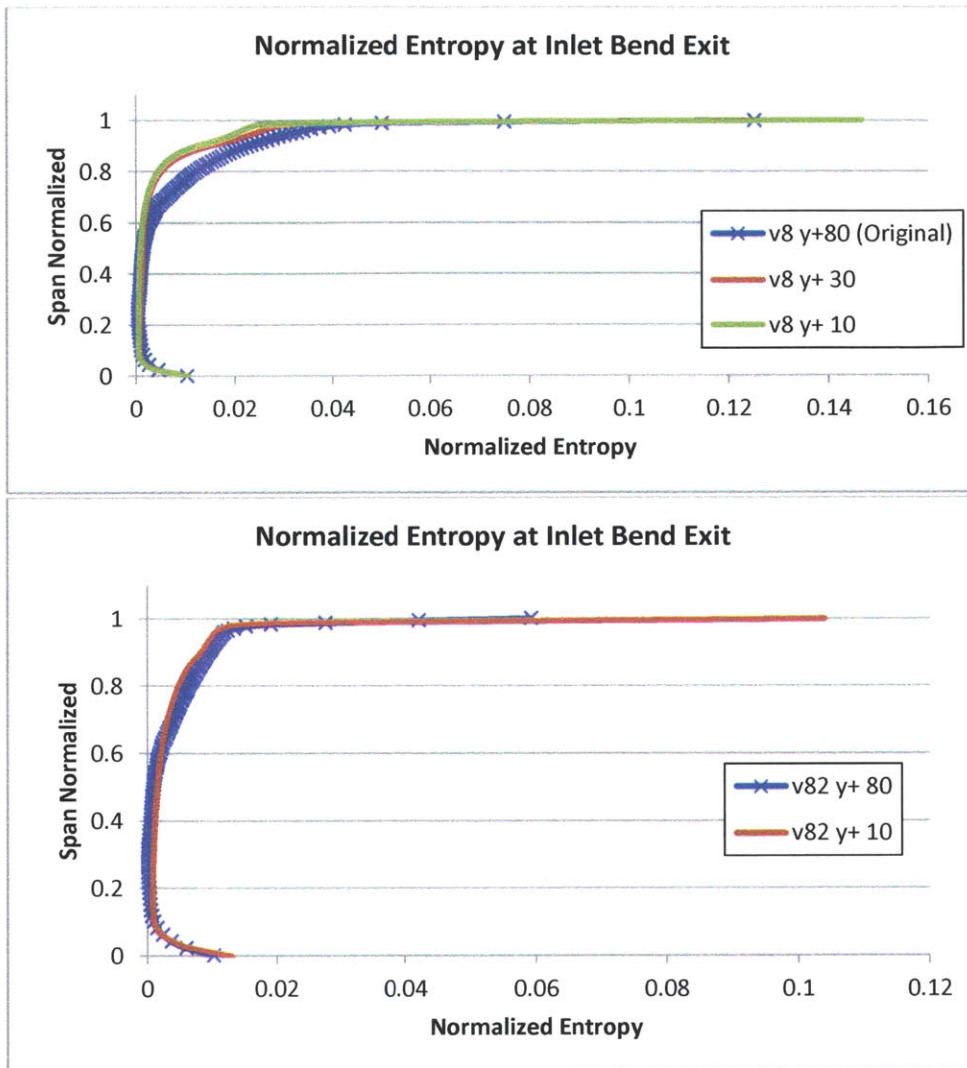 Normalized Entropy at Inlet Bend Exit
1
0.8
0.6
0.4
0.2
0
Span Normalized
v8 y+80 (Original)
v8 y+ 30
v8 y+ 10
0 0.02 0.04 0.06 0.08 0.1 0.12 0.14 0.16
Normalized Entropy
Normalized Entropy at Inlet Bend Exit
1
0.8
0.6
0.4
0.2
0
Span Normalized
v82 y+ 80
v82 y+ 10
0 0.02 0.04 0.06 0.08 0.1 0.12
Normalized Entropy